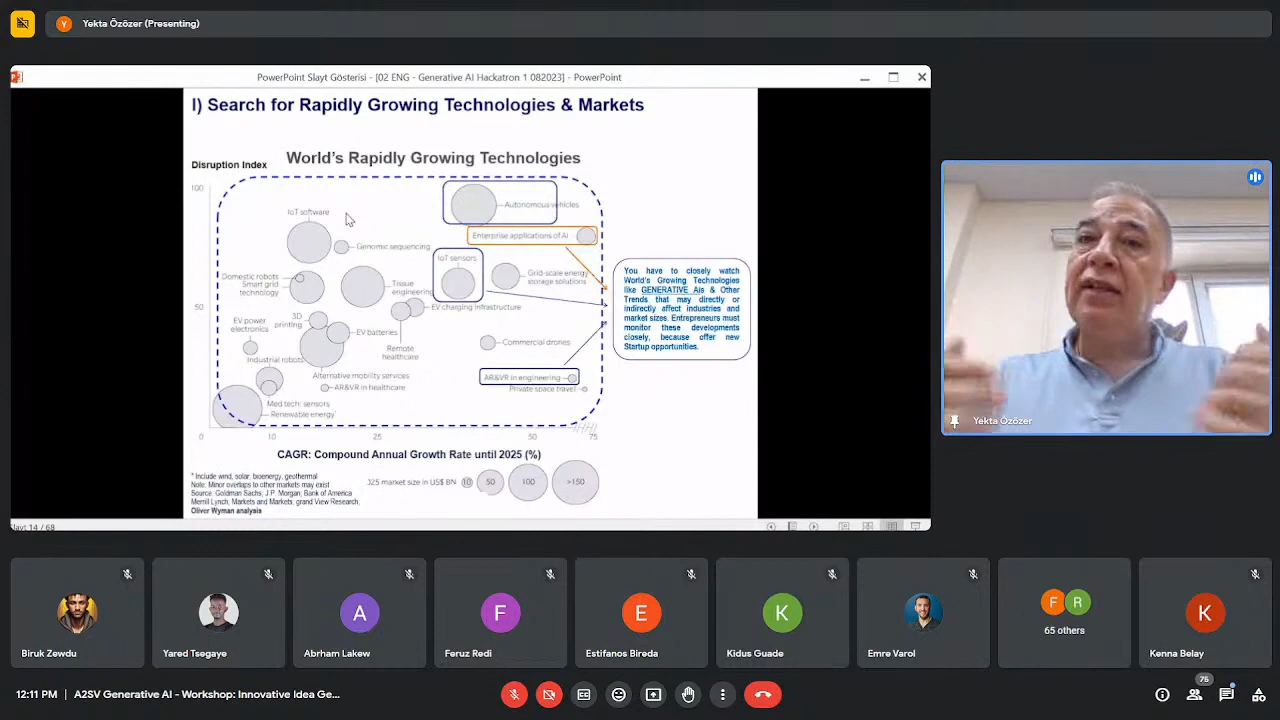 Y
Yekta Özözer (Presenting)
PowerPoint Slayt Gösterisi - [02 ENG - Generative AI Hackatron 1 082023] - PowerPoint
I) Search for Rapidly Growing Technologies & Markets
World's Rapidly Growing Technologies
Disruption Index
100
50
0
10
25
50
75
IoT software
Genomic sequencing
Autonomous vehicles
Enterprise applications of AI
IoT sensors
Grid-scale energy
storage solutions
Domestic robots
Smart grid
technology
Tissue
engineering
EV charging infrastructure
EV power
electronics
3D
printing
EV batteries
Remote
healthcare
Commercial drones
Industrial robots
Alternative mobility services
AR&VR in healthcare
AR&VR in engineering
Private space travel
Med tech: sensors
Renewable energy*
You have to closely watch
World's Growing Technologies
like GENERATIVE Ais & Other
Trends that may directly or
Indirectly affect industries and
market sizes. Entrepreneurs must
monitor these developments
closely, because offer new
Startup opportunities.
CAGR: Compound Annual Growth Rate until 2025 (%)
* Include wind, solar, bioenergy, geothermal
Note: Minor overlaps to other markets may exist
Source: Goldman Sachs, J.P. Morgan, Bank of America
Merrill Lynch, Markets and Markets, grand View Research,
Oliver Wyman analysis
025 market size in US$ BN
10
50
100
>150
layt 14 / 68
Yekta Özözer
Biruk Zewdu
Yared Tsegaye
A
Abrham Lakew
F
Feruz Redi
E
Estifanos Bireda
K
Kidus Guade
Emre Varol
F
R
65 others
K
Kenna Belay
12:11 PM | A2SV Generative AI - Workshop: Innovative Idea Ge...
76